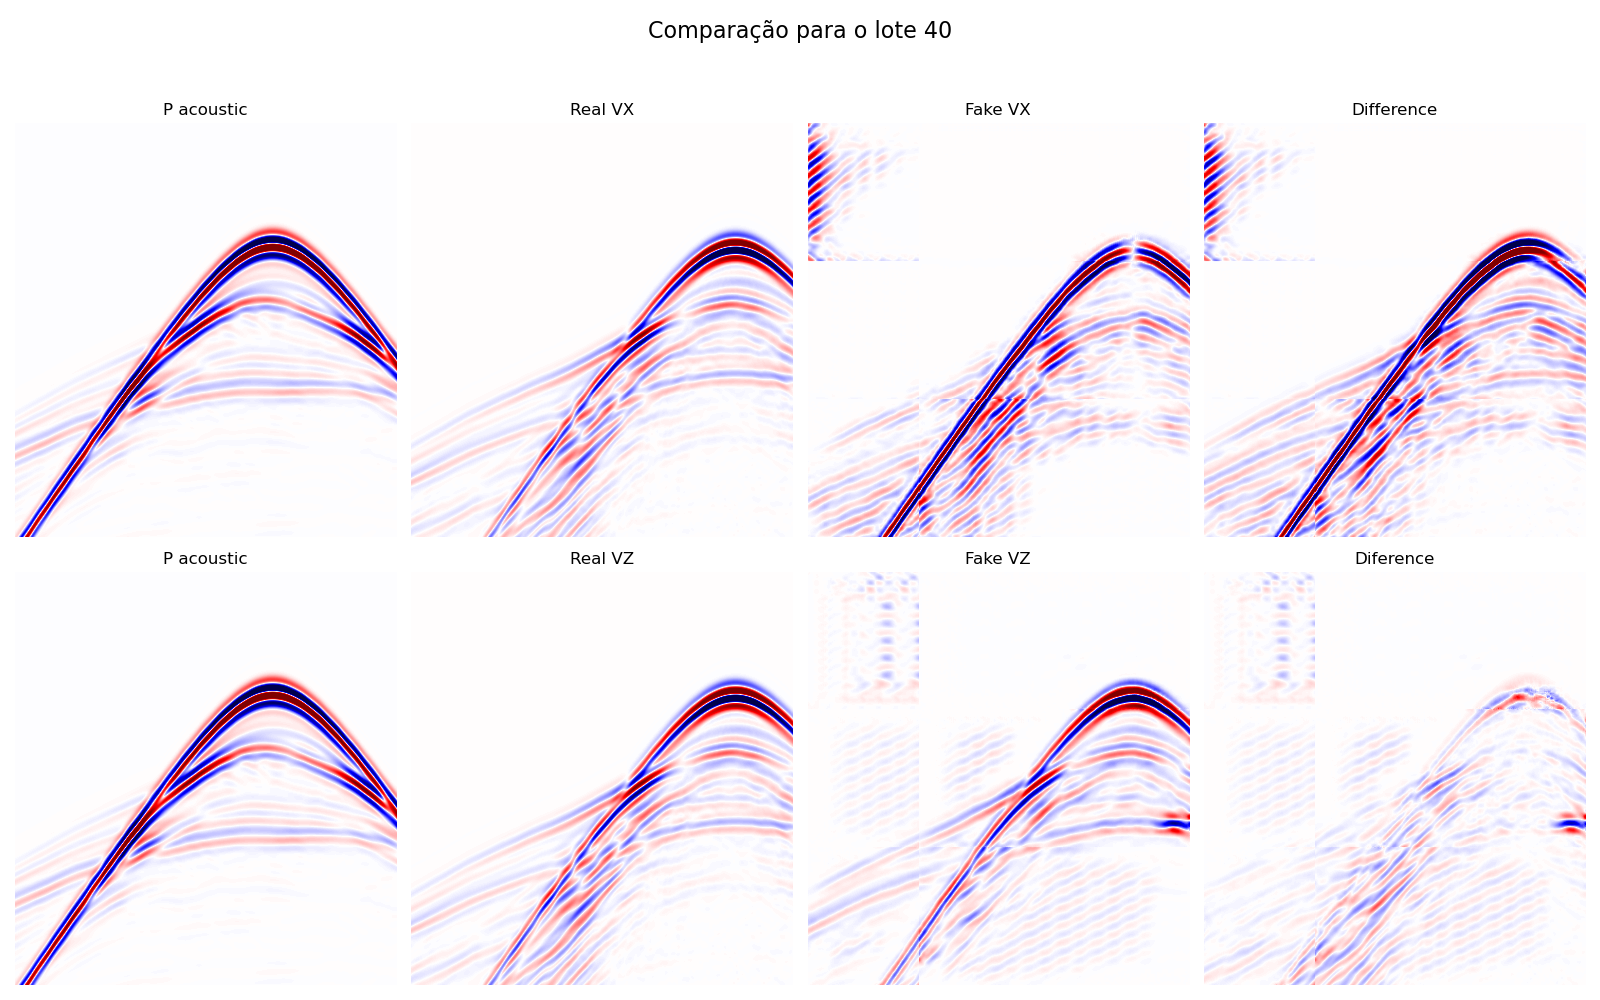 Comparação para o lote 40
P acoustic
Real VX
Fake VX
Difference
P acoustic
Real VZ
Fake VZ
Diference